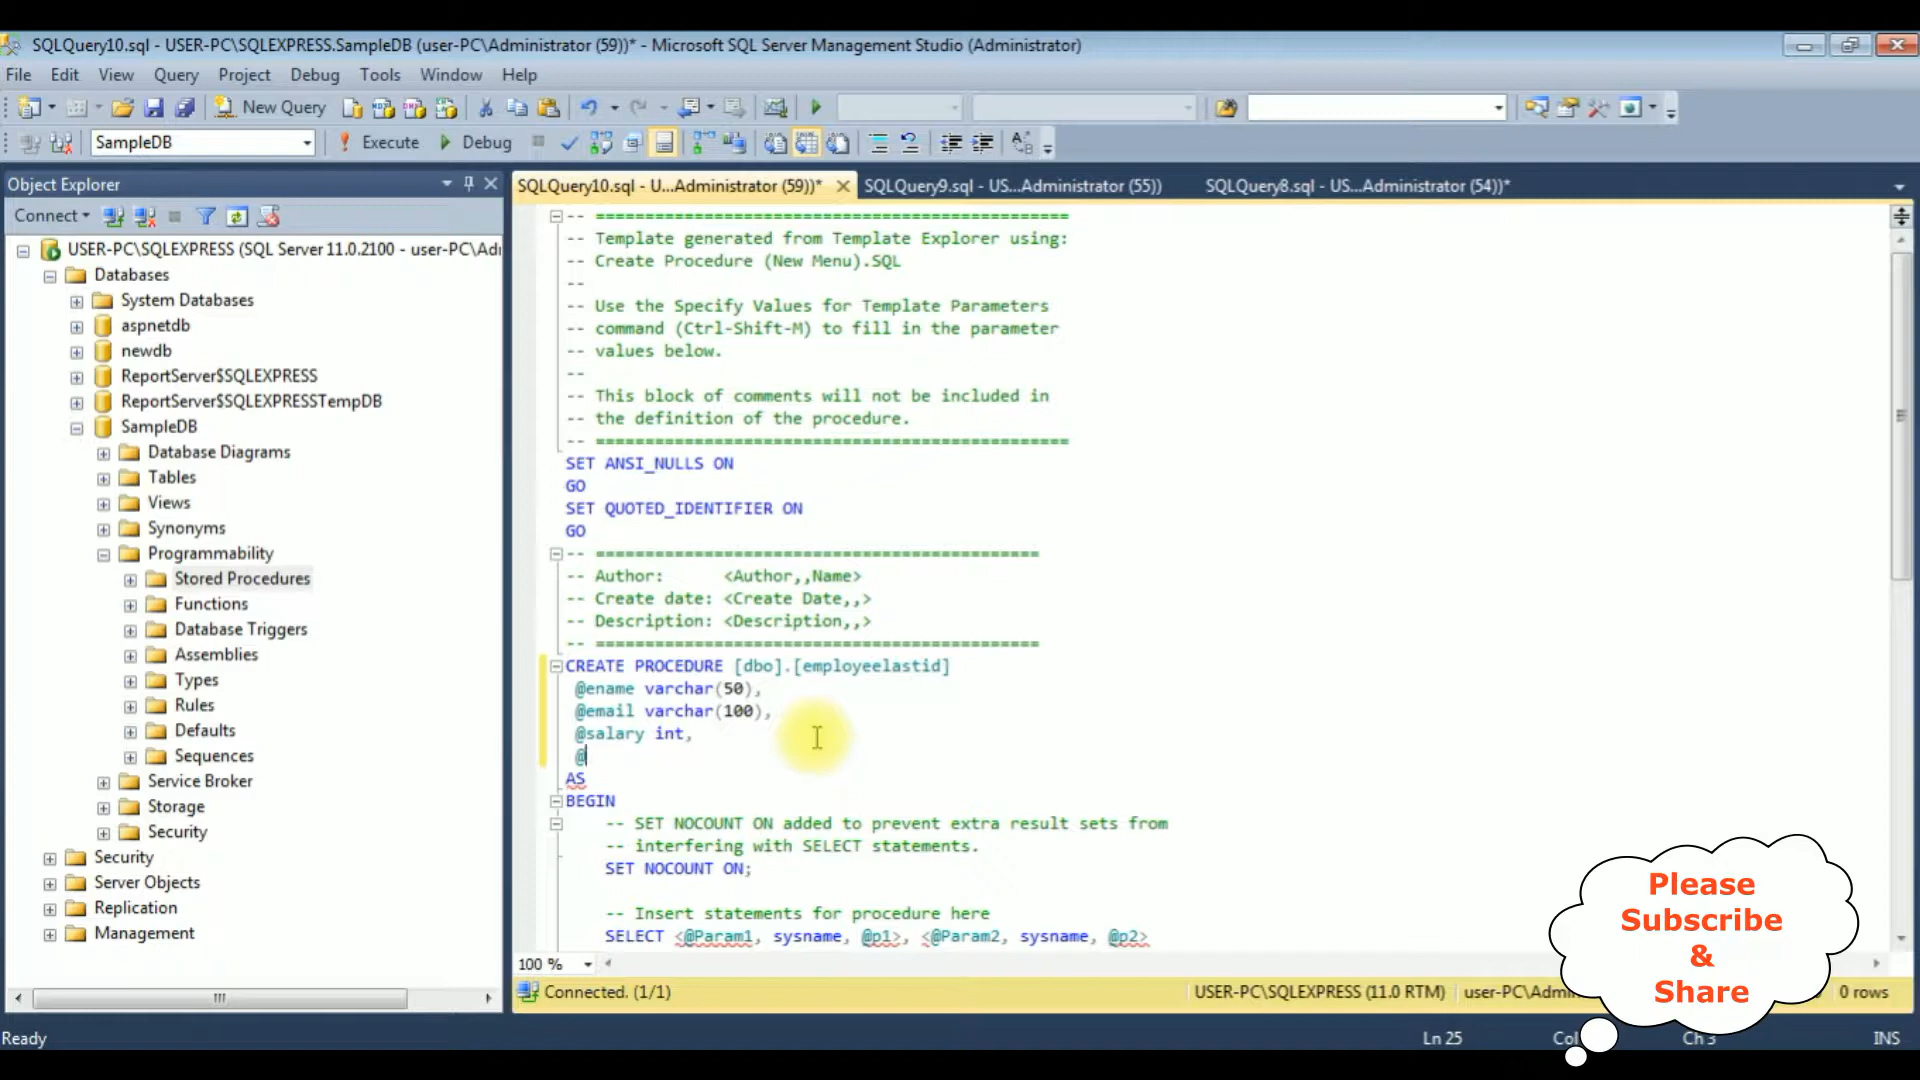 SQLQuery10.sql - USER-PC\SQLEXPRESS.SampleDB (user-PC\Administrator (59))* - Microsoft SQL Server Management Studio (Administrator)
File Edit View Query Project Debug Tools Window Help
New Query
SampleDB Execute Debug
Object Explorer
Connect
USER-PC\SQLEXPRESS (SQL Server 11.0.2100 - user-PC\Adı
Databases
System Databases
aspnetdb
newdb
ReportServer$SQLEXPRESS
ReportServer$SQLEXPRESSTempDB
SampleDB
Database Diagrams
Tables
Views
Synonyms
Programmability
Stored Procedures
Functions
Database Triggers
Assemblies
Types
Rules
Defaults
Sequences
Service Broker
Storage
Security
Security
Server Objects
Replication
Management
SQLQuery10.sql - U...Administrator (59))* SQLQuery9.sql - US...Administrator (55)) SQLQuery8.sql - US...Administrator (54))*
-- ================================================
-- Template generated from Template Explorer using:
-- Create Procedure (New Menu).SQL
--
-- Use the Specify Values for Template Parameters
-- command (Ctrl-Shift-M) to fill in the parameter
-- values below.
--
-- This block of comments will not be included in
-- the definition of the procedure.
-- ================================================
SET ANSI_NULLS ON
GO
SET QUOTED_IDENTIFIER ON
GO
-- =============================================
-- Author: <Author,,Name>
-- Create date: <Create Date,,>
-- Description: <Description,,>
-- =============================================
CREATE PROCEDURE [dbo].[employeelastid]
@ename varchar(50),
@email varchar(100),
@salary int,
@
AS
BEGIN
-- SET NOCOUNT ON added to prevent extra result sets from
-- interfering with SELECT statements.
SET NOCOUNT ON;
-- Insert statements for procedure here
SELECT <@Param1, sysname, @p1>, <@Param2, sysname, @p2>
100 %
Connected. (1/1) USER-PC\SQLEXPRESS (11.0 RTM) user-PC\Admin 0 rows
Ready Ln 25 Col Ch 3 INS
Please
Subscribe
&
Share